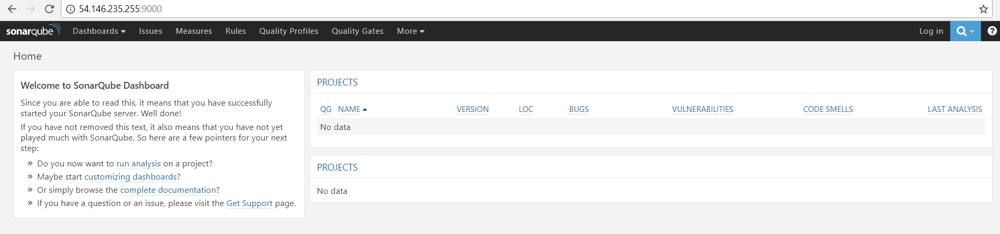 54.146.235.255:9000
sonarqube Dashboards Issues Measures Rules Quality Profiles Quality Gates More Log in ?
Home
Welcome to SonarQube Dashboard
Since you are able to read this, it means that you have successfully
started your SonarQube server. Well done!
If you have not removed this text, it also means that you have not yet
played much with SonarQube. So here are a few pointers for your next
step:
» Do you now want to run analysis on a project?
» Maybe start customizing dashboards?
» Or simply browse the complete documentation?
» If you have a question or an issue, please visit the Get Support page.
PROJECTS
QG NAME VERSION LOC BUGS VULNERABILITIES CODE SMELLS LAST ANALYSIS
No data
PROJECTS
No data